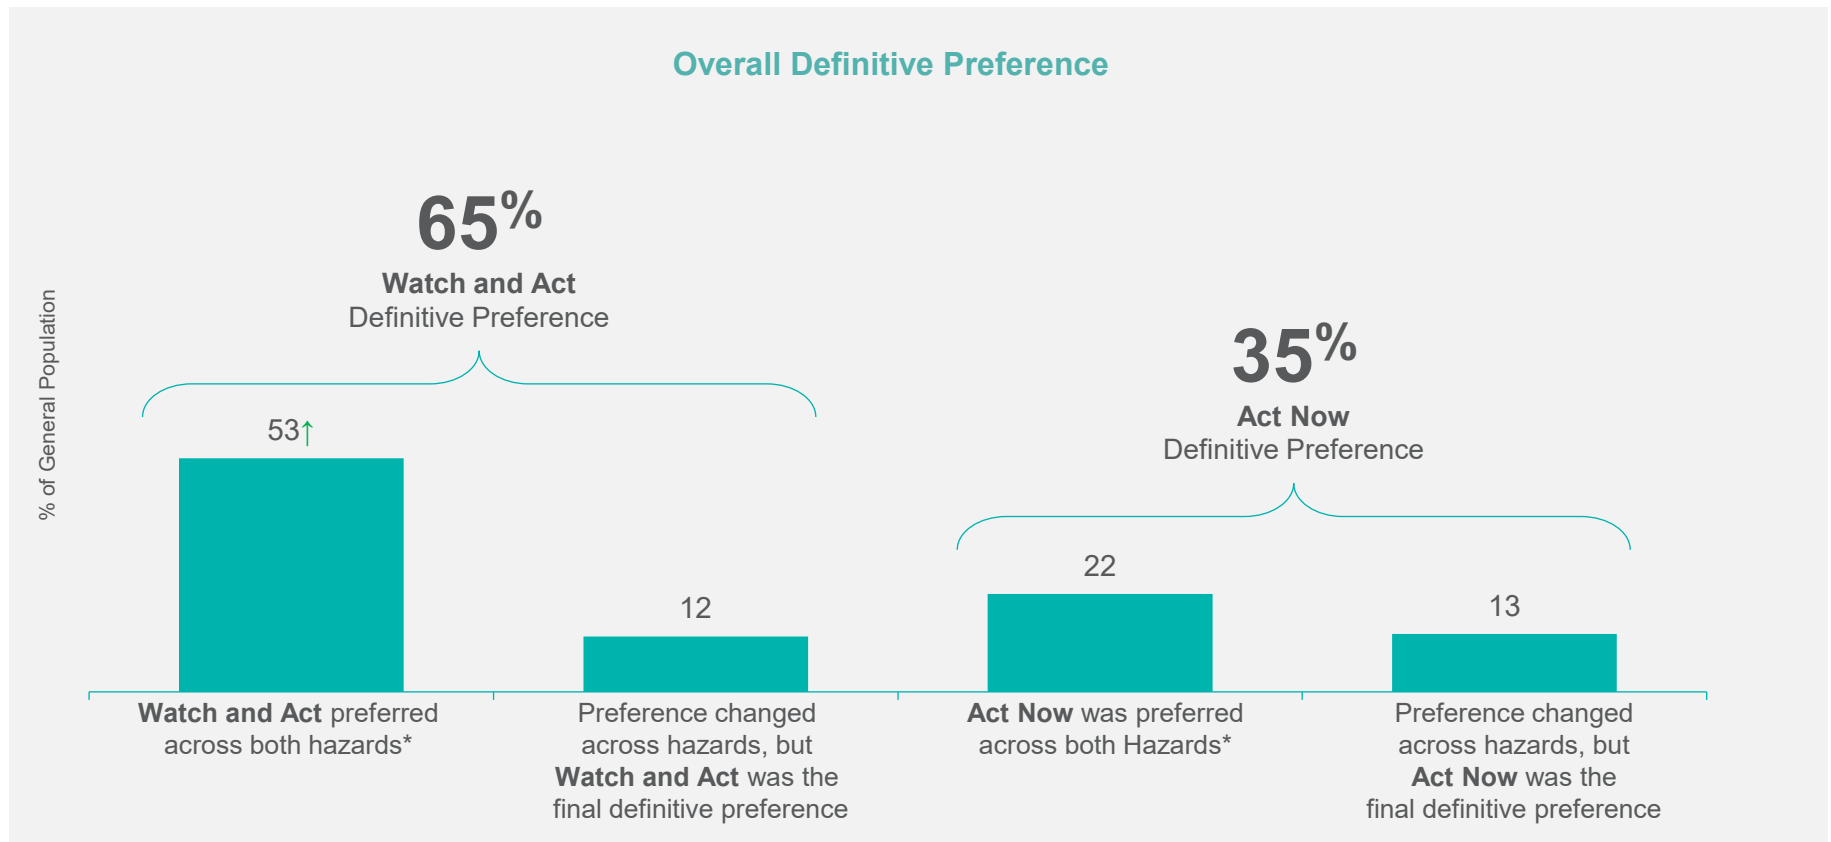 Overall Definitive Preference
% of General Population
65%
Watch and Act
Definitive Preference
35%
Act Now
Definitive Preference
53↑
12
22
13
Watch and Act preferred
across both hazards*
Preference changed
across hazards, but
Watch and Act was the
final definitive preference
Act Now was preferred
across both Hazards*
Preference changed
across hazards, but
Act Now was the
final definitive preference